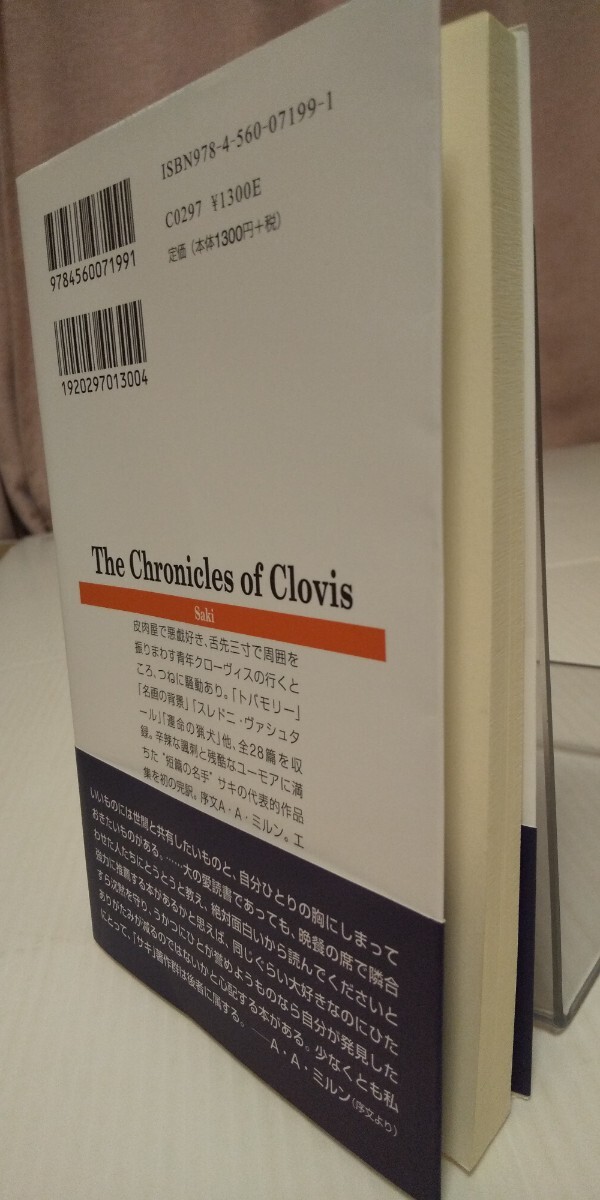 ISBN978-4-560-07199-1
C0297 ¥1300E
定価 (本体1300円+税)
9784560071991
1920297013004
The Chronicles of Clovis
Saki
皮肉屋で悪戯好き、舌先三寸で周囲を
振りまわす青年クローヴィスの行くと
ころ、つねに騒動あり。「トバモリー」
「名画の背景」「スレドニ・ヴァシュタ
ール」「運命の猟犬」他、全28篇を収
録。辛辣な諷刺と残酷なユーモアに満
ちた“短篇の名手”サキの代表的作品
集を初の完訳。序文A・A・ミルン。エ
いいものには世間と共有したいものと、自分ひとりの胸にしまって
おきたいものがある。……大の愛読書であっても、晩餐の席で隣合
わせた人たちにとうとうと教え、絶対面白いから読んでくださいと
強力に推薦する本があるかと思えば、同じぐらい大好きなのにひた
すら沈黙を守り、うかつにひとが誉めようものなら自分が発見した
ありがたみが減るのではないかと心配する本がある。少なくとも私
にとって、「サキ」著作群は後者に属する。――A・A・ミルン(序文より)